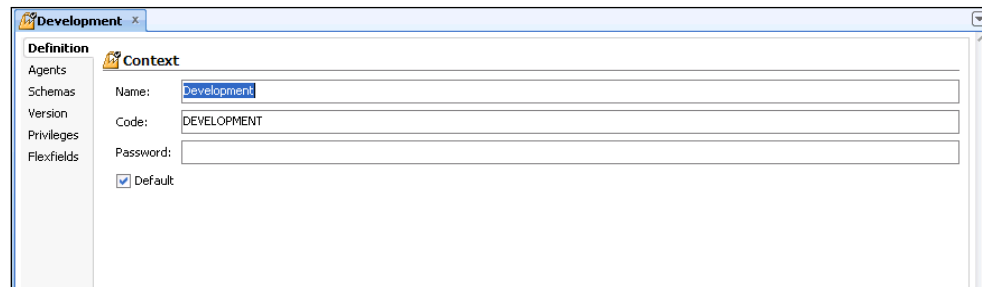 Development x
Definition
Agents
Schemas
Version
Privileges
Flexfields
Context
Name: Development
Code: DEVELOPMENT
Password:
Default